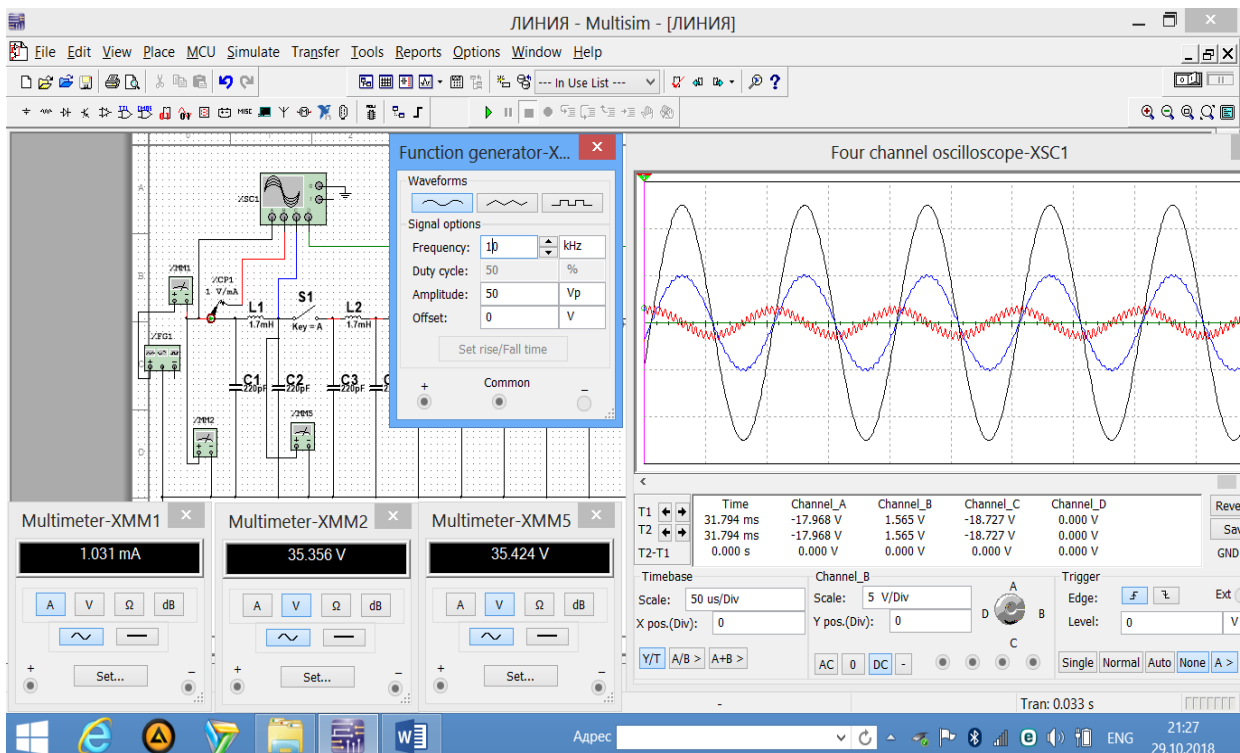 ЛИНИЯ - Multisim - [ЛИНИЯ]
File Edit View Place MCU Simulate Transfer Tools Reports Options Window Help
--- In Use List ---
Function generator-X...
Waveforms
Signal options
Frequency: 10 kHz
Duty cycle: 50 %
Amplitude: 50 Vp
Offset: 0 V
Set rise/Fall time
+ Common -
Four channel oscilloscope-XSC1
XSC1
XMM1
XCP1
1 V/mA
L1
1.7mH
S1
Key = A
L2
1.7mH
XFG1
C1
220pF
C2
220pF
C3
220pF
XMM2
XMM5
Time Channel_A Channel_B Channel_C Channel_D
T1 31.794 ms -17.968 V 1.565 V -18.727 V 0.000 V
T2 31.794 ms -17.968 V 1.565 V -18.727 V 0.000 V
T2-T1 0.000 s 0.000 V 0.000 V 0.000 V 0.000 V
Reve
Sav
GND
Timebase
Scale: 50 us/Div
X pos.(Div): 0
Y/T A/B > A+B >
Channel_B
Scale: 5 V/Div
Y pos.(Div): 0
AC 0 DC -
A
D B
C
Trigger
Edge: Ext
Level: 0 V
Single Normal Auto None A >
Tran: 0.033 s
Multimeter-XMM1
1.031 mA
A V Ω dB
+ Set... -
Multimeter-XMM2
35.356 V
A V Ω dB
+ Set... -
Multimeter-XMM5
35.424 V
A V Ω dB
+ Set... -
Адрес
ENG
21:27
29.10.2018